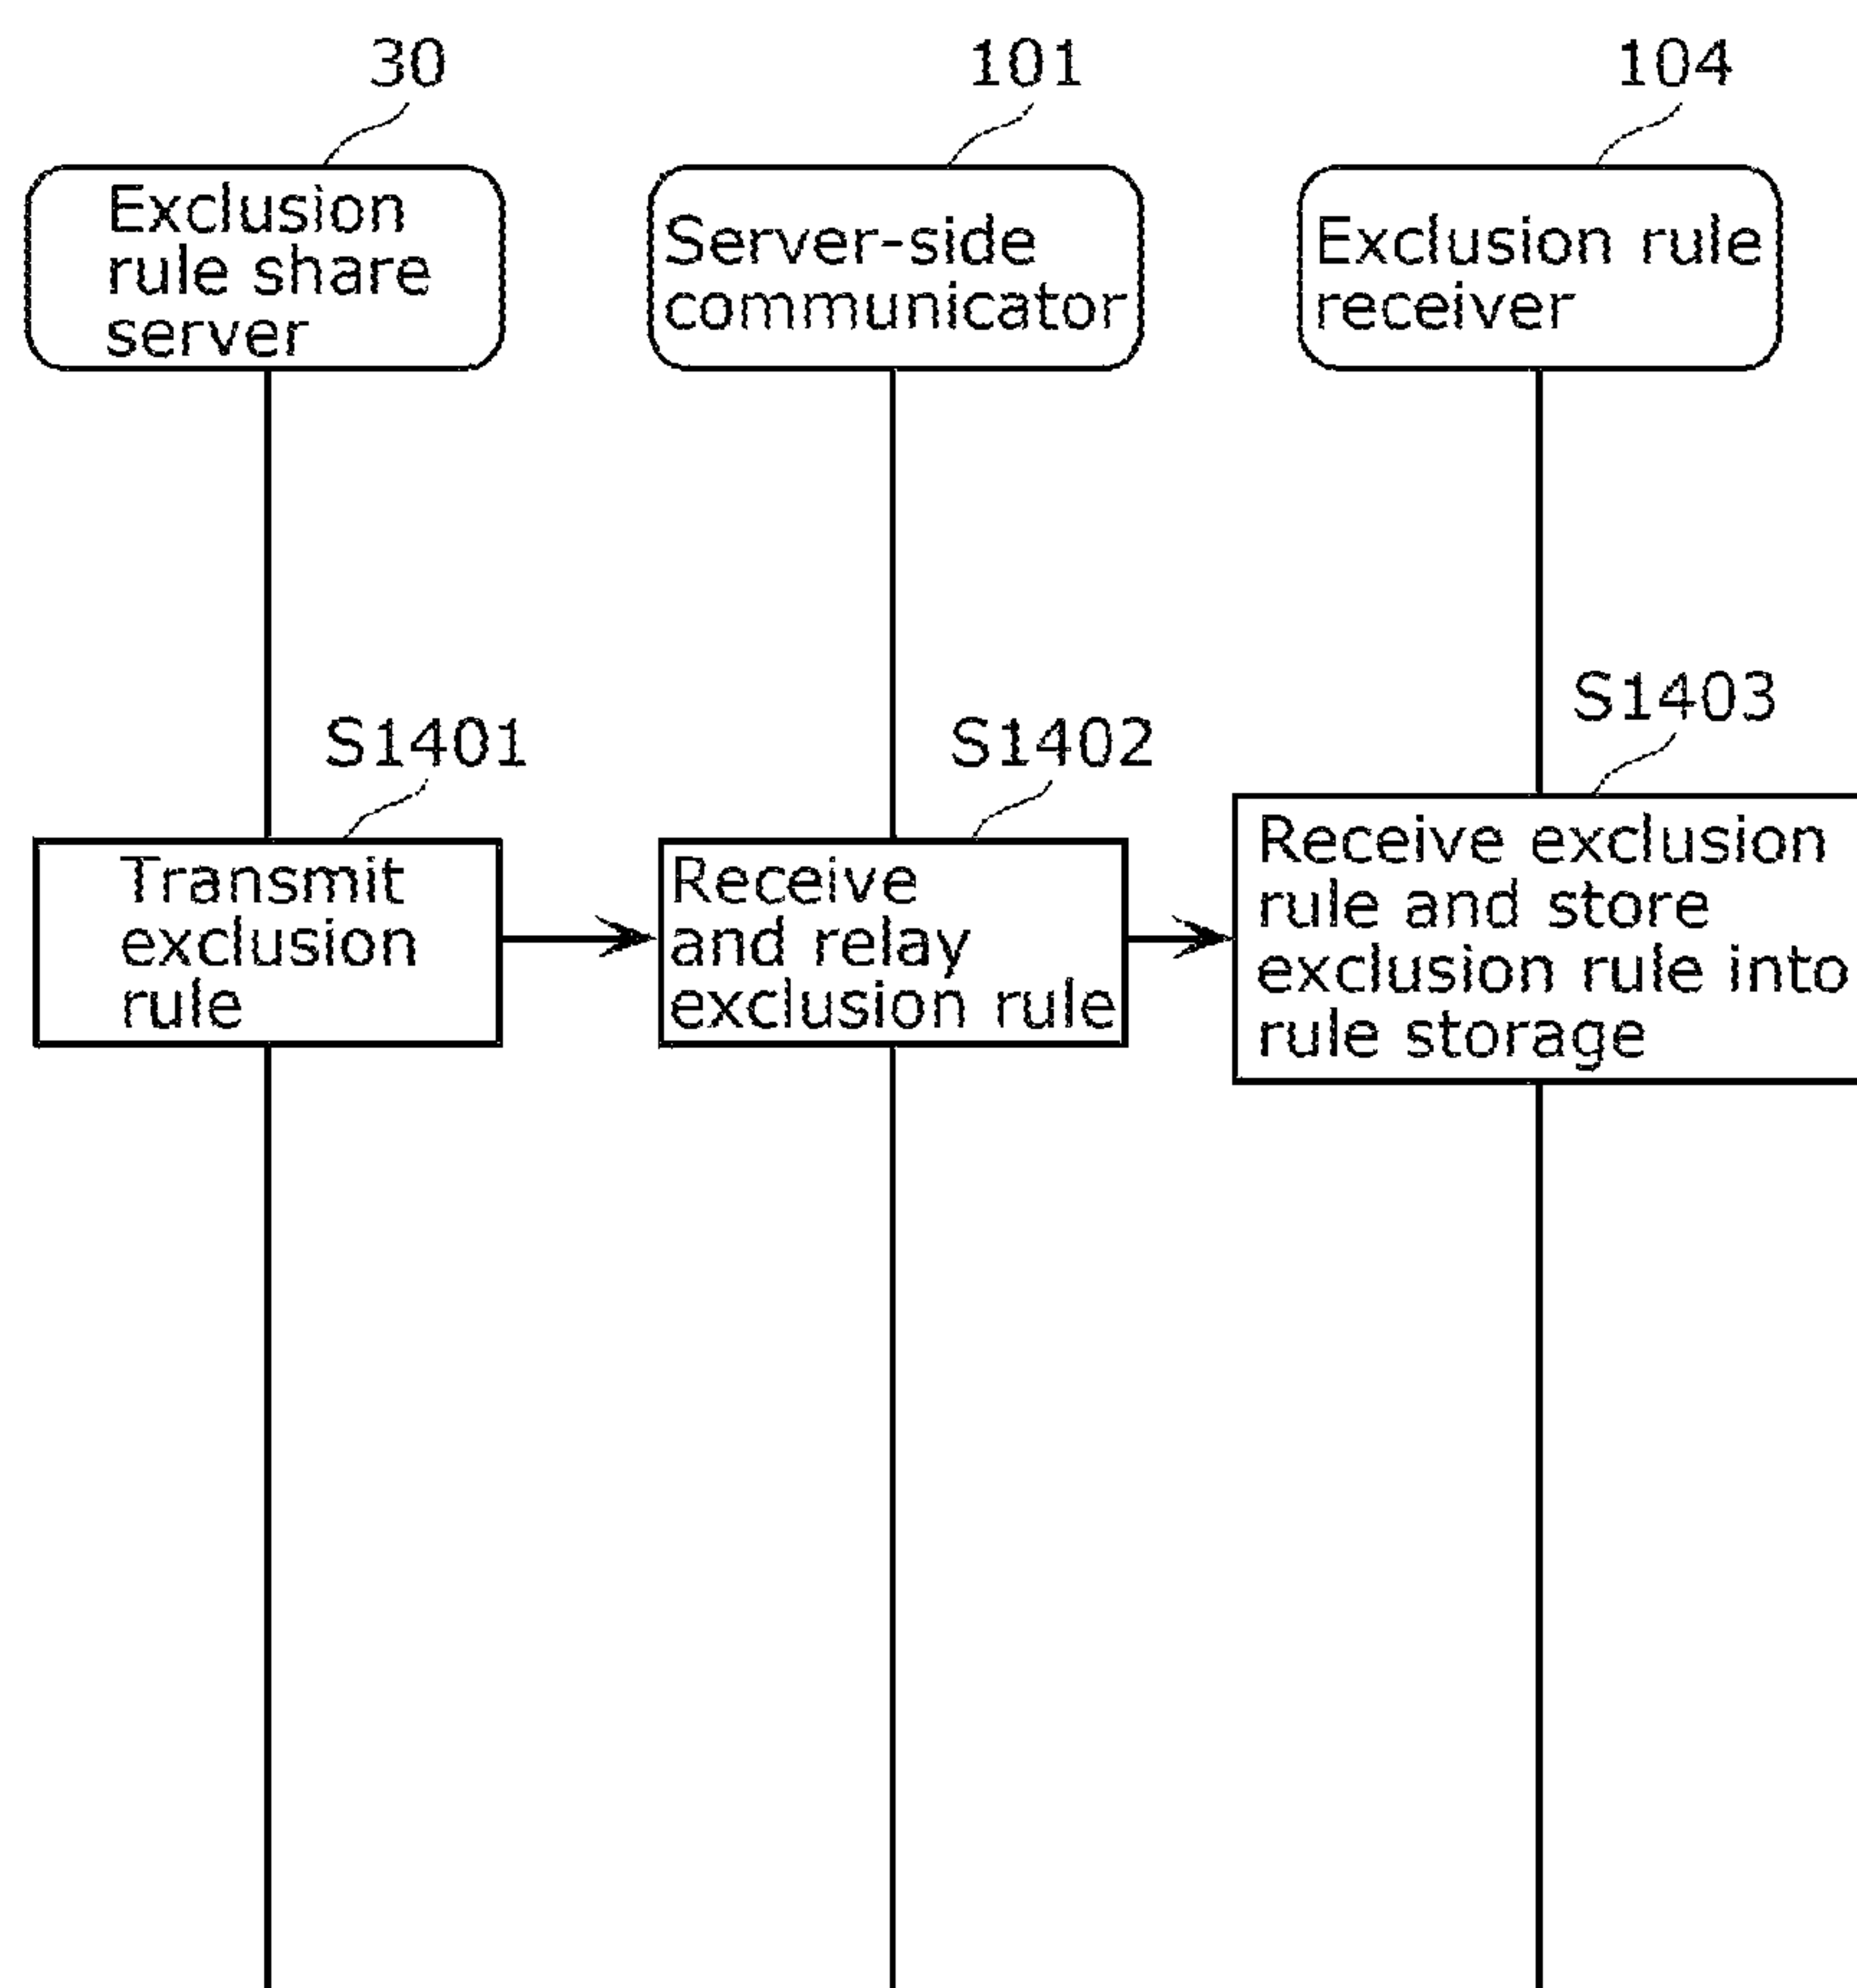 30
101
104
Exclusion
rule share
server
Server-side
communicator
Exclusion rule
receiver
S1401
S1402
S1403
Transmit
exclusion
rule
Receive
and relay
exclusion rule
Receive exclusion
rule and store
exclusion rule into
rule storage